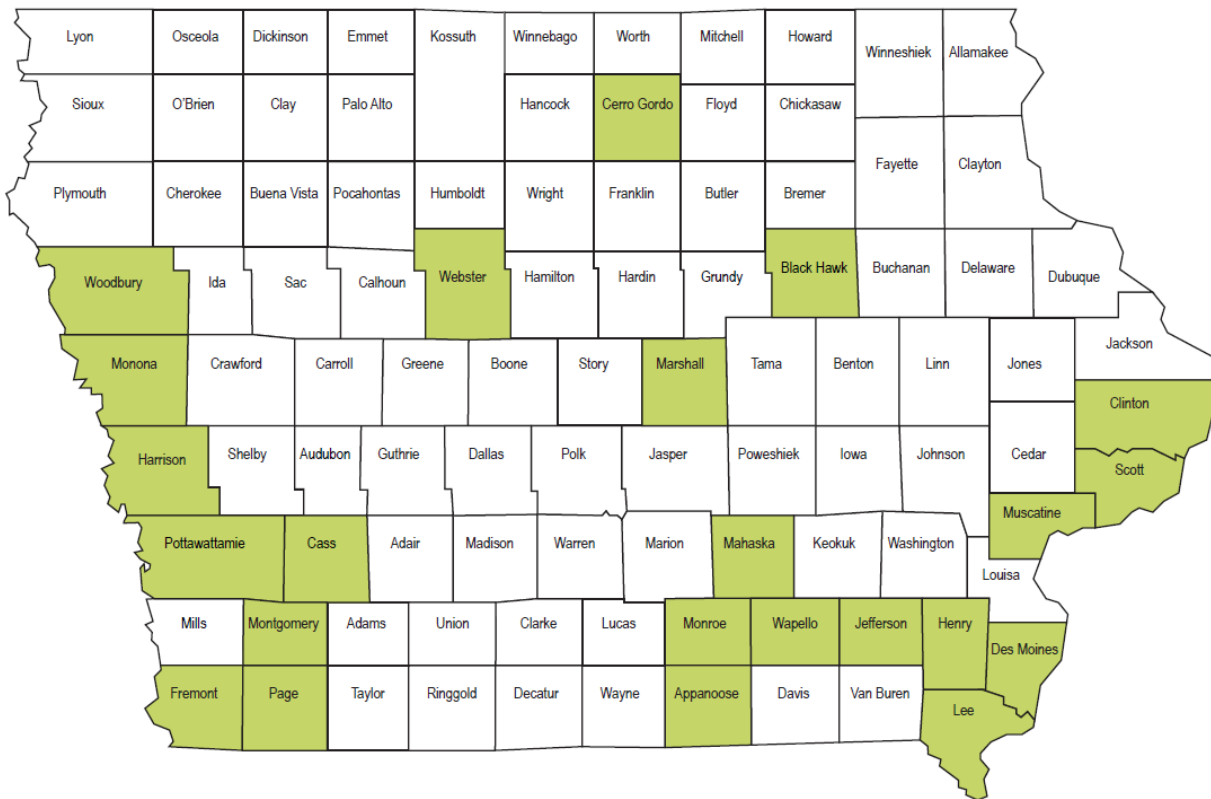 Lyon
Osceola
Dickinson
Emmet
Kossuth
Winnebago
Worth
Mitchell
Howard
Winneshiek
Allamakee
Sioux
O'Brien
Clay
Palo Alto
Hancock
Cerro Gordo
Floyd
Chickasaw
Fayette
Clayton
Plymouth
Cherokee
Buena Vista
Pocahontas
Humboldt
Wright
Franklin
Butler
Bremer
Woodbury
Ida
Sac
Calhoun
Webster
Hamilton
Hardin
Grundy
Black Hawk
Buchanan
Delaware
Dubuque
Jackson
Monona
Crawford
Carroll
Greene
Boone
Story
Marshall
Tama
Benton
Linn
Jones
Clinton
Harrison
Shelby
Audubon
Guthrie
Dallas
Polk
Jasper
Poweshiek
Iowa
Johnson
Cedar
Scott
Muscatine
Pottawattamie
Cass
Adair
Madison
Warren
Marion
Mahaska
Keokuk
Washington
Louisa
Mills
Montgomery
Adams
Union
Clarke
Lucas
Monroe
Wapello
Jefferson
Henry
Des Moines
Fremont
Page
Taylor
Ringgold
Decatur
Wayne
Appanoose
Davis
Van Buren
Lee